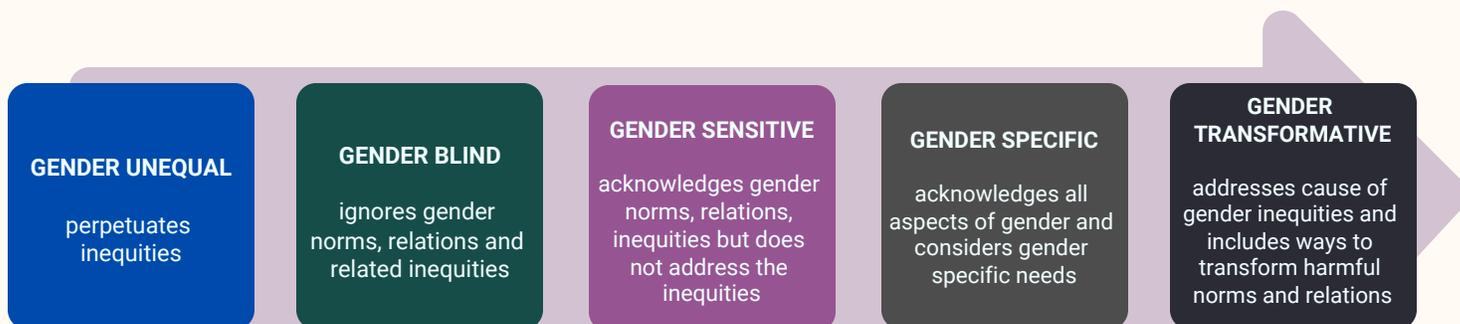 GENDER UNEQUAL
perpetuates
inequities
GENDER BLIND
ignores gender
norms, relations and
related inequities
GENDER SENSITIVE
acknowledges gender
norms, relations,
inequities but does
not address the
inequities
GENDER SPECIFIC
acknowledges all
aspects of gender and
considers gender
specific needs
GENDER
TRANSFORMATIVE
addresses cause of
gender inequities and
includes ways to
transform harmful
norms and relations